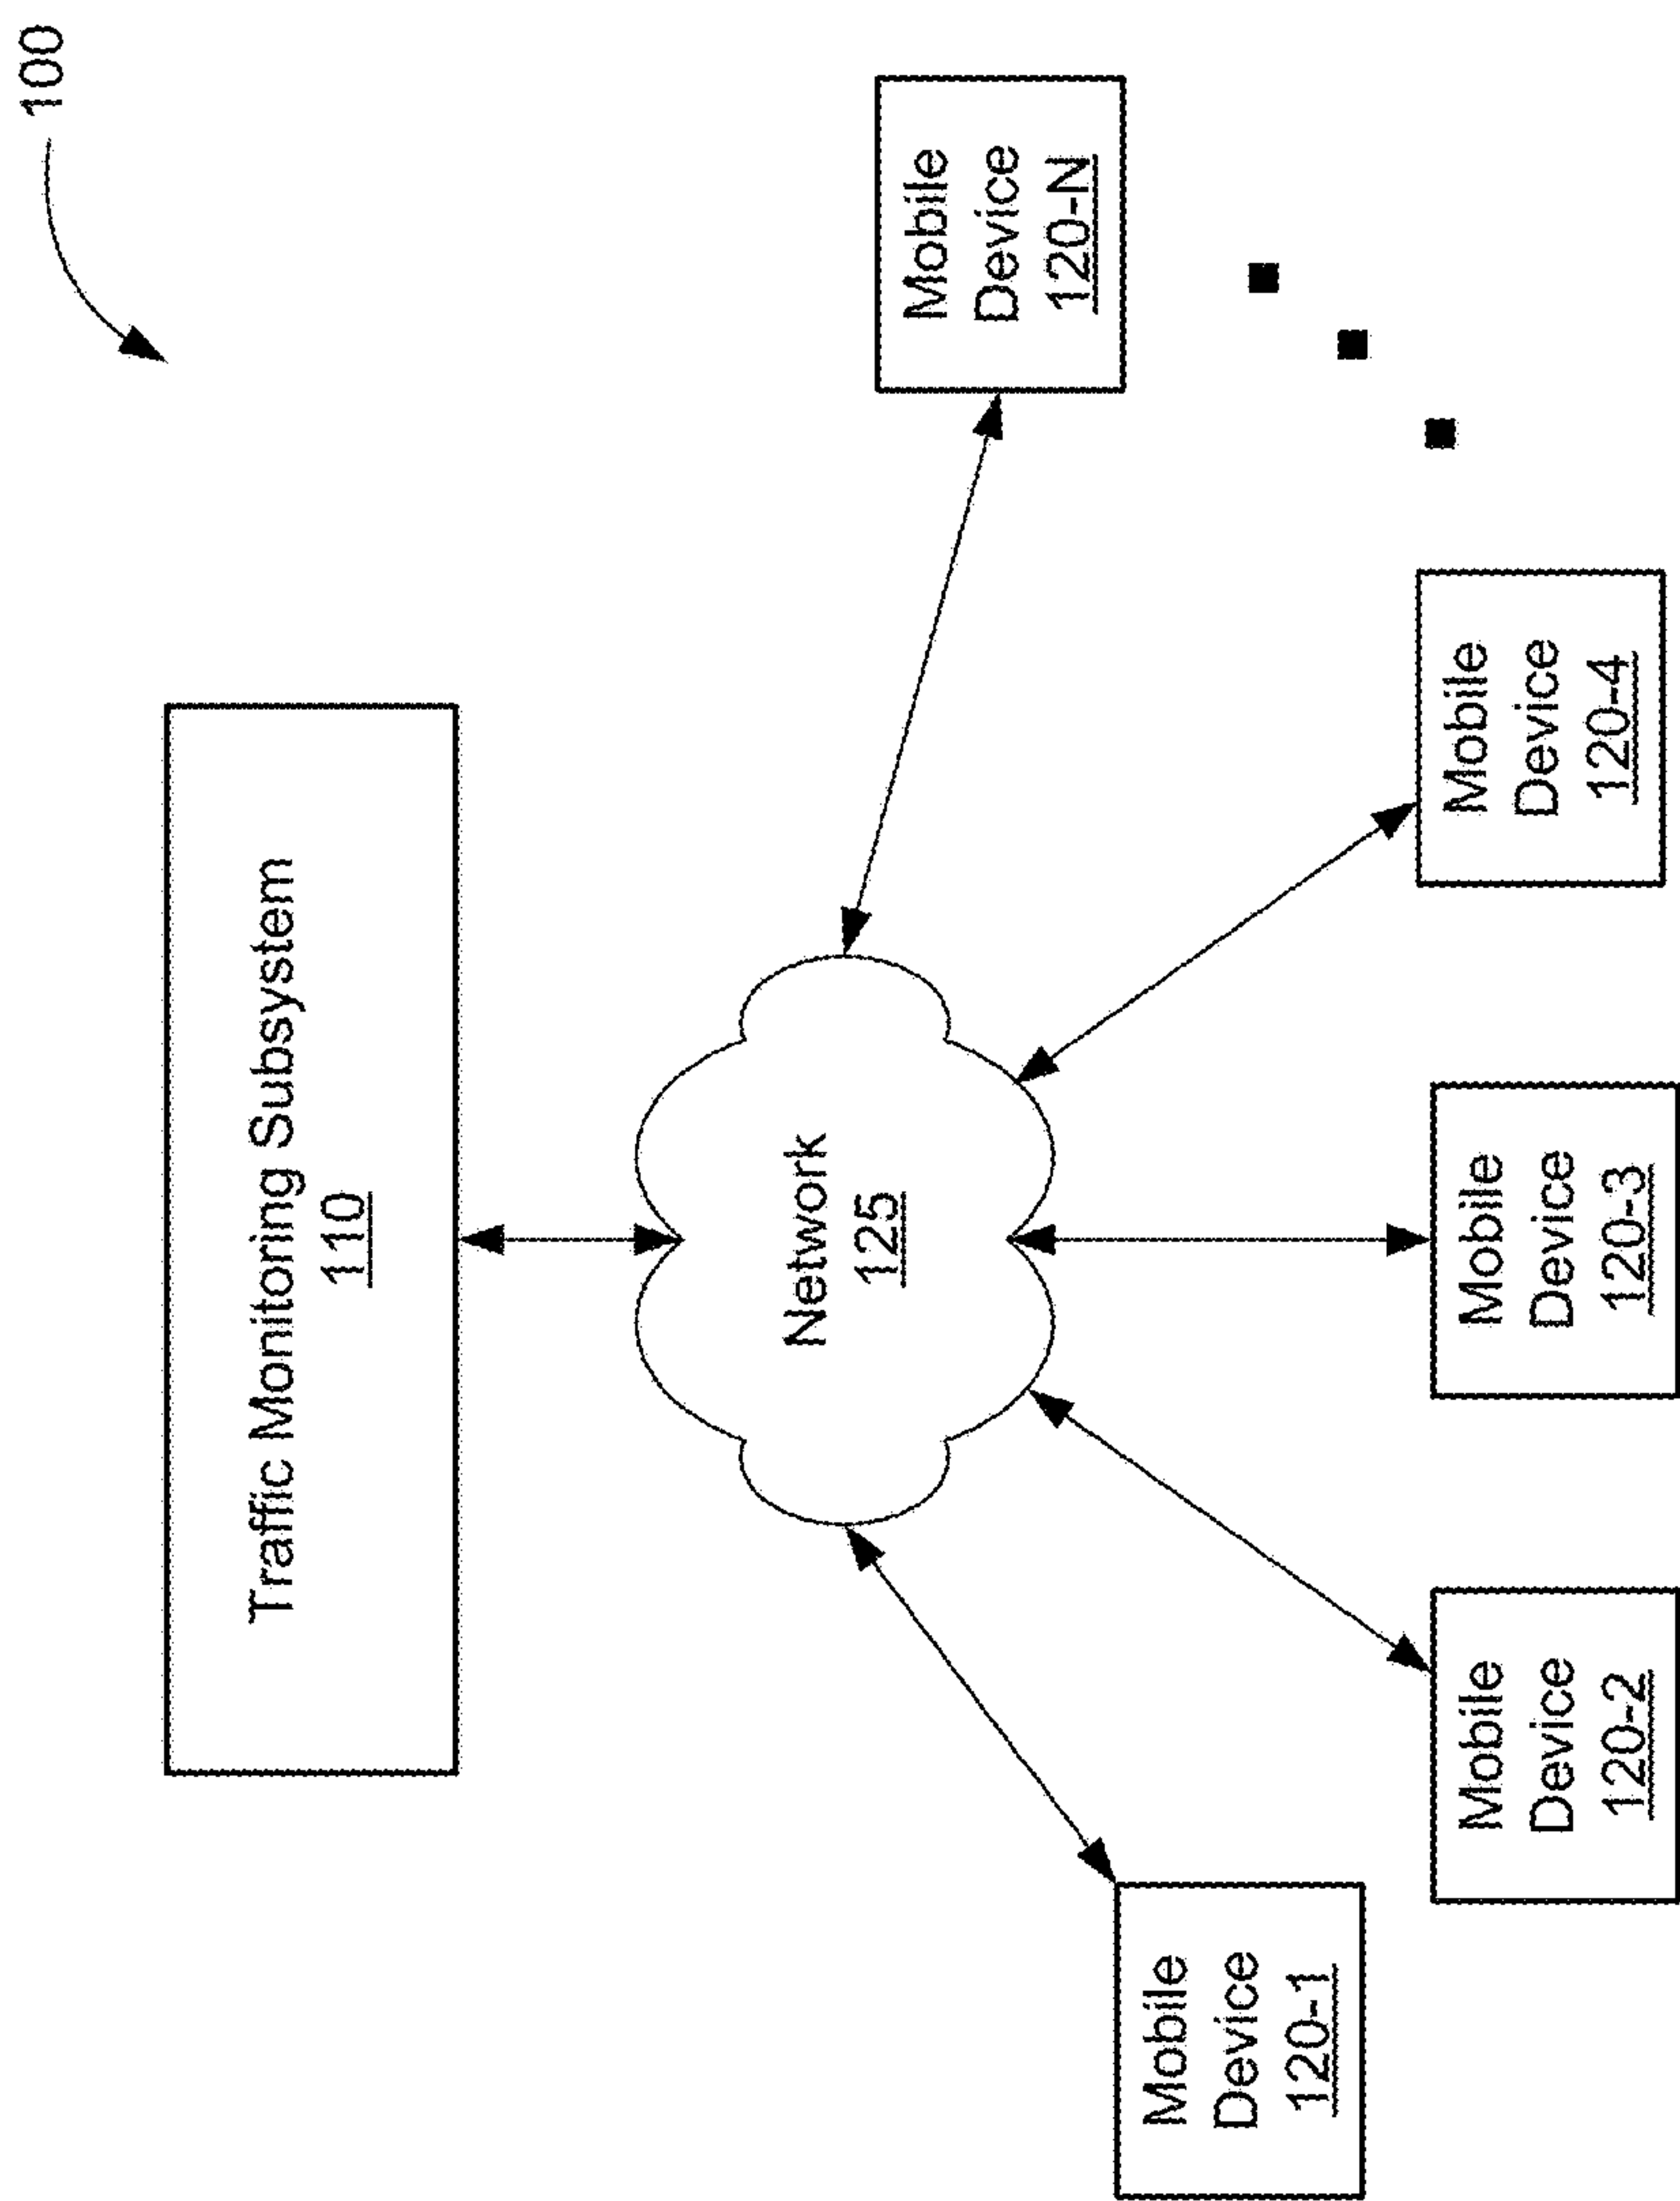 100
Traffic Monitoring Subsystem
110
Network
125
Mobile
Device
120-1
Mobile
Device
120-2
Mobile
Device
120-3
Mobile
Device
120-4
Mobile
Device
120-N